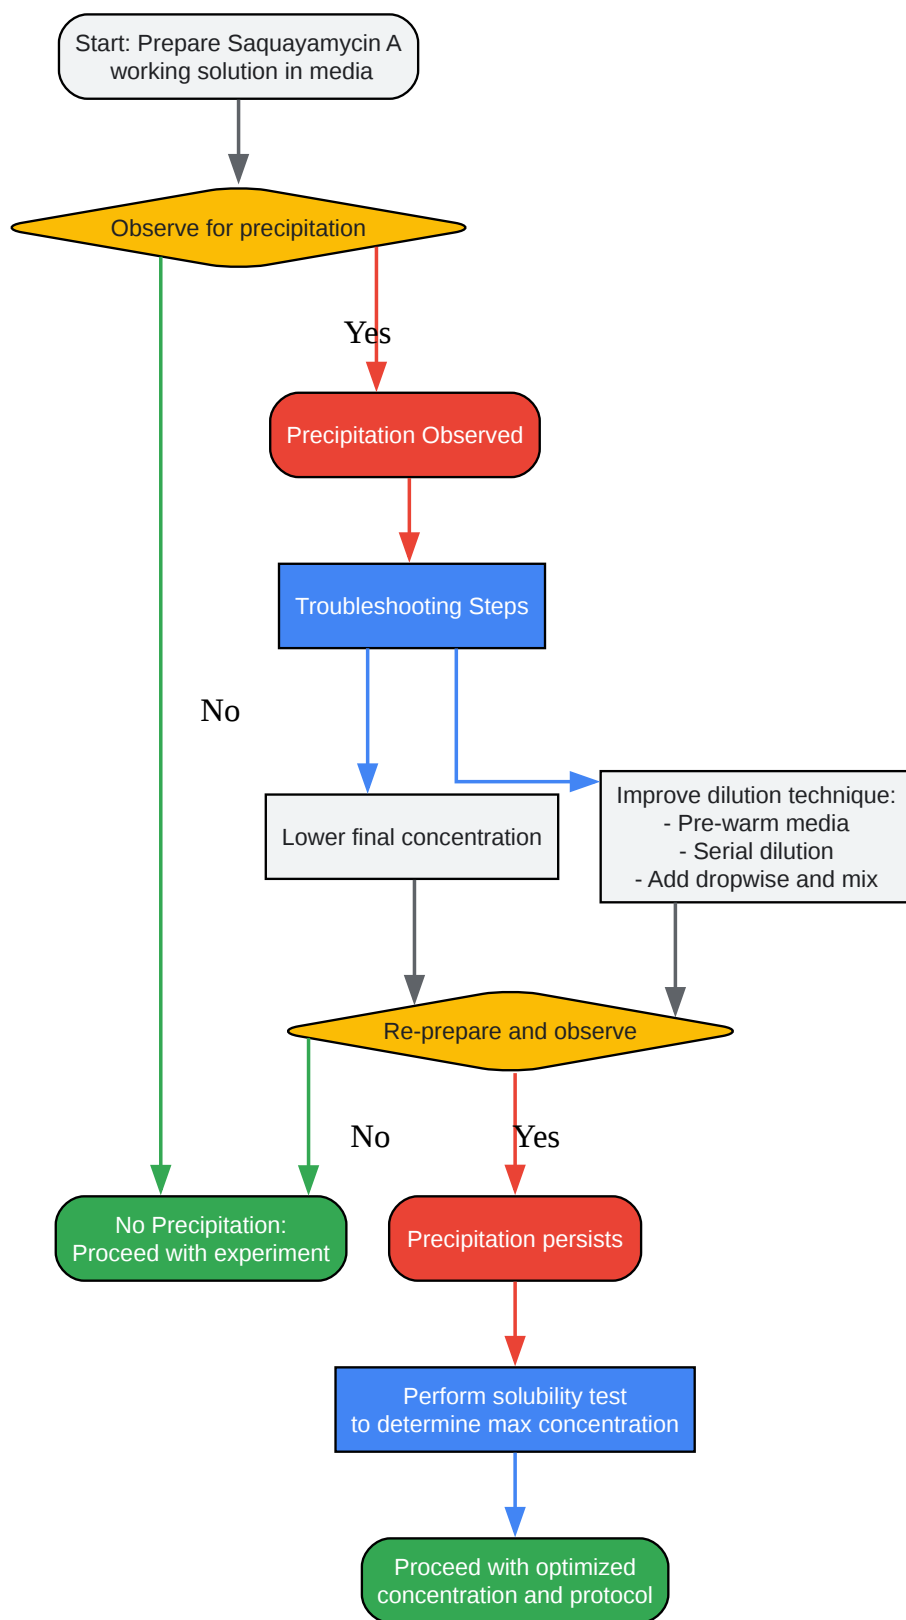 Start: Prepare Saquayamycin A
working solution in media
Observe for precipitation
Yes
Precipitation Observed
Troubleshooting Steps
No
Improve dilution technique:
- Pre-warm media
- Serial dilution
- Add dropwise and mix
Lower final concentration
Re-prepare and observe
No
Yes
No Precipitation:
Proceed with experiment
Precipitation persists
Perform solubility test
to determine max concentration
Proceed with optimized
concentration and protocol